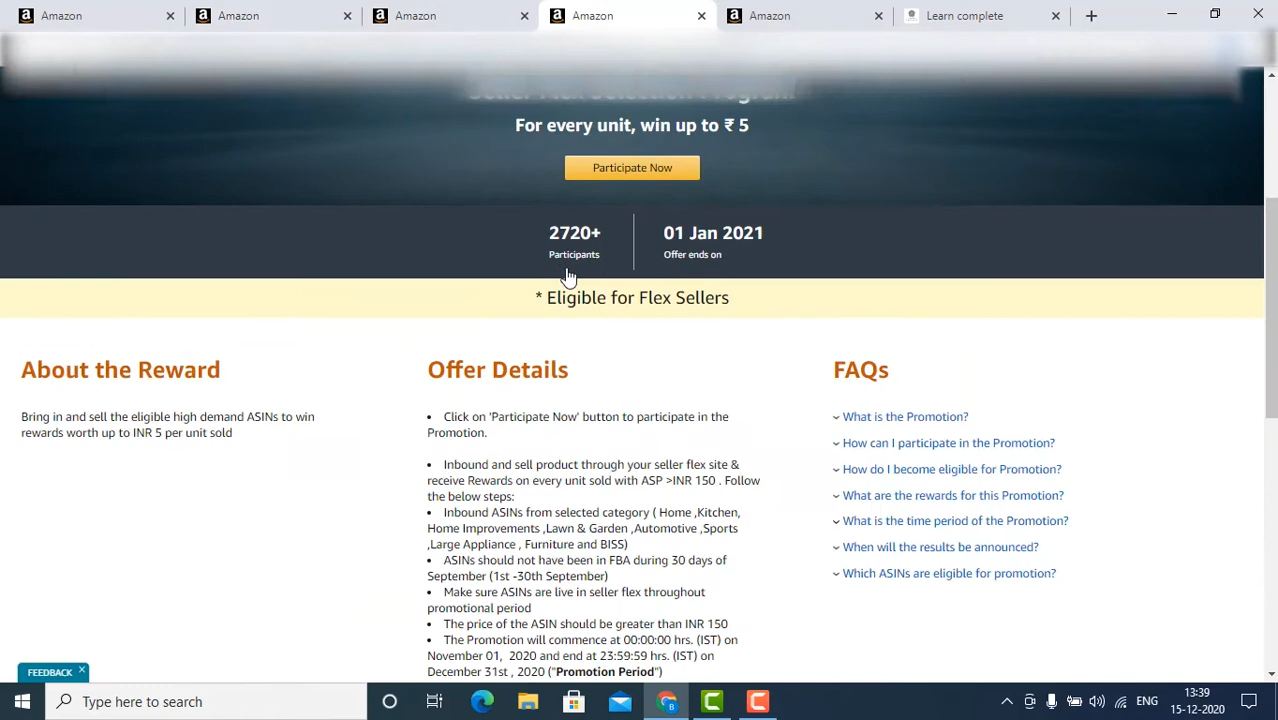 Amazon
Amazon
Amazon
Amazon
Amazon
Learn complete
Seller Flex Selection Program
For every unit, win up to ₹ 5
Participate Now
2720+
Participants
01 Jan 2021
Offer ends on
* Eligible for Flex Sellers
About the Reward
Bring in and sell the eligible high demand ASINs to win
rewards worth up to INR 5 per unit sold
Offer Details
• Click on 'Participate Now' button to participate in the
Promotion.
• Inbound and sell product through your seller flex site &
receive Rewards on every unit sold with ASP >INR 150 . Follow
the below steps:
• Inbound ASINs from selected category ( Home ,Kitchen,
Home Improvements ,Lawn & Garden ,Automotive ,Sports
,Large Appliance , Furniture and BISS)
• ASINs should not have been in FBA during 30 days of
September (1st -30th September)
• Make sure ASINs are live in seller flex throughout
promotional period
• The price of the ASIN should be greater than INR 150
• The Promotion will commence at 00:00:00 hrs. (IST) on
November 01, 2020 and end at 23:59:59 hrs. (IST) on
December 31st , 2020 ("Promotion Period")
FAQs
What is the Promotion?
How can I participate in the Promotion?
How do I become eligible for Promotion?
What are the rewards for this Promotion?
What is the time period of the Promotion?
When will the results be announced?
Which ASINs are eligible for promotion?
FEEDBACK
Type here to search
ENG
13:39
15-12-2020